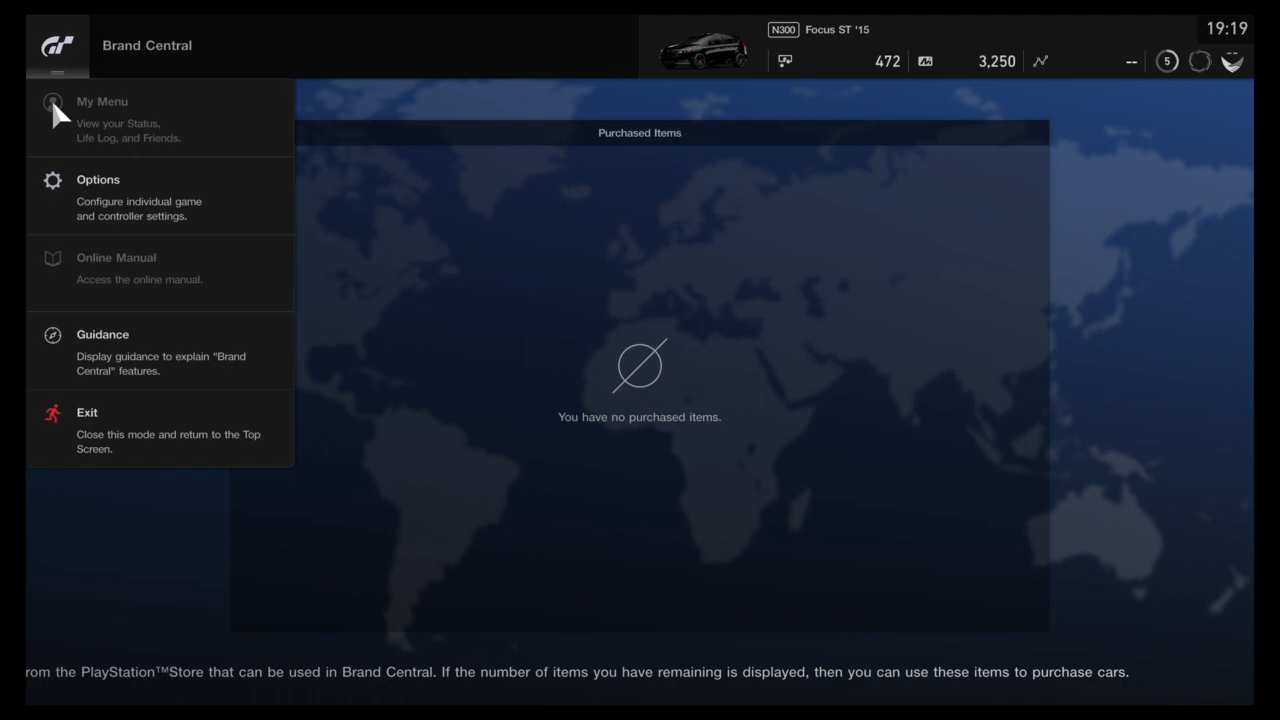 Brand Central
N300 Focus ST '15
19:19
472
3,250
--
5
--
My Menu
View your Status,
Life Log, and Friends.
Purchased Items
Options
Configure individual game
and controller settings.
Online Manual
Access the online manual.
Guidance
Display guidance to explain "Brand
Central" features.
Exit
Close this mode and return to the Top
Screen.
You have no purchased items.
rom the PlayStation™Store that can be used in Brand Central. If the number of items you have remaining is displayed, then you can use these items to purchase cars.